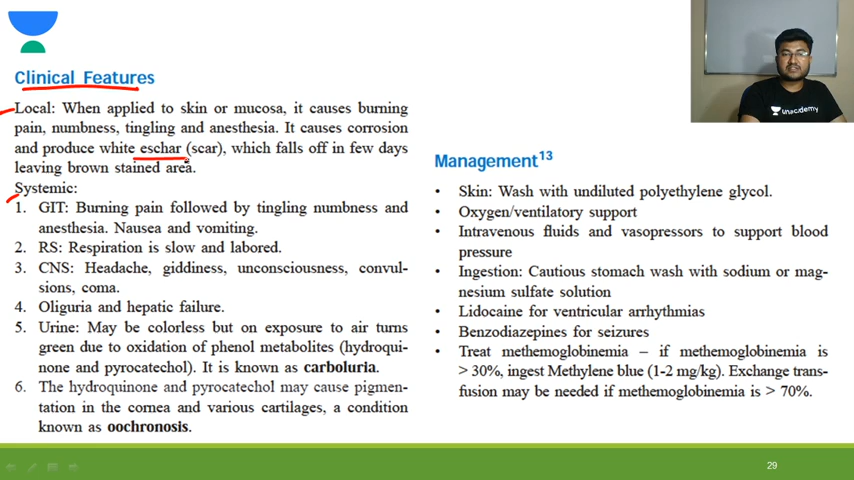 Clinical Features
Local: When applied to skin or mucosa, it causes burning
pain, numbness, tingling and anesthesia. It causes corrosion
and produce white eschar (scar), which falls off in few days
leaving brown stained area.
Systemic:
1. GIT: Burning pain followed by tingling numbness and
anesthesia. Nausea and vomiting.
2. RS: Respiration is slow and labored.
3. CNS: Headache, giddiness, unconsciousness, convul-
sions, coma.
4. Oliguria and hepatic failure.
5. Urine: May be colorless but on exposure to air turns
green due to oxidation of phenol metabolites (hydroqui-
none and pyrocatechol). It is known as carboluria.
6. The hydroquinone and pyrocatechol may cause pigmen-
tation in the cornea and various cartilages, a condition
known as oochronosis.
unacademy
Management13
• Skin: Wash with undiluted polyethylene glycol.
• Oxygen/ventilatory support
• Intravenous fluids and vasopressors to support blood
pressure
• Ingestion: Cautious stomach wash with sodium or mag-
nesium sulfate solution
• Lidocaine for ventricular arrhythmias
• Benzodiazepines for seizures
• Treat methemoglobinemia – if methemoglobinemia is
> 30%, ingest Methylene blue (1-2 mg/kg). Exchange trans-
fusion may be needed if methemoglobinemia is > 70%.
29